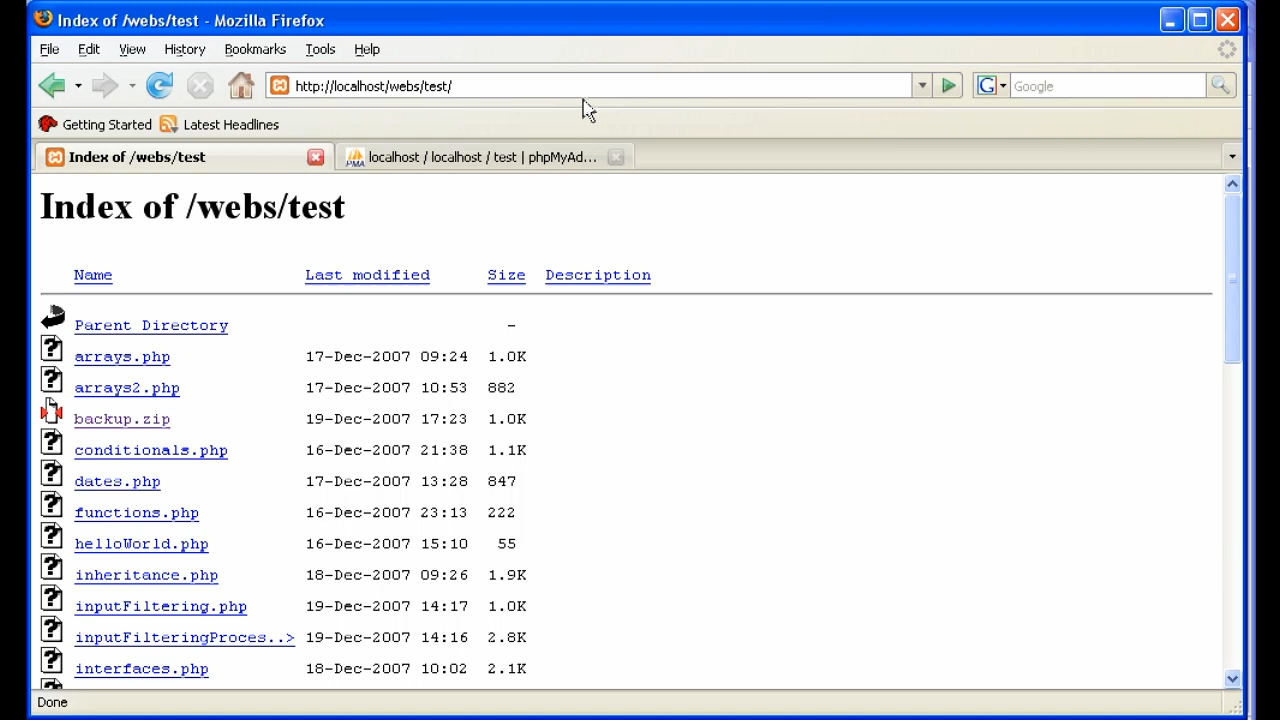 Index of /webs/test - Mozilla Firefox
File Edit View History Bookmarks Tools Help
http://localhost/webs/test/ G Google
Getting Started Latest Headlines
Index of /webs/test PMA localhost / localhost / test | phpMyAd...
Index of /webs/test
Name Last modified Size Description
Parent Directory -
? arrays.php 17-Dec-2007 09:24 1.0K
? arrays2.php 17-Dec-2007 10:53 882
backup.zip 19-Dec-2007 17:23 1.0K
? conditionals.php 16-Dec-2007 21:38 1.1K
? dates.php 17-Dec-2007 13:28 847
? functions.php 16-Dec-2007 23:13 222
? helloWorld.php 16-Dec-2007 15:10 55
? inheritance.php 18-Dec-2007 09:26 1.9K
? inputFiltering.php 19-Dec-2007 14:17 1.0K
? inputFilteringProces..> 19-Dec-2007 14:16 2.8K
? interfaces.php 18-Dec-2007 10:02 2.1K
Done